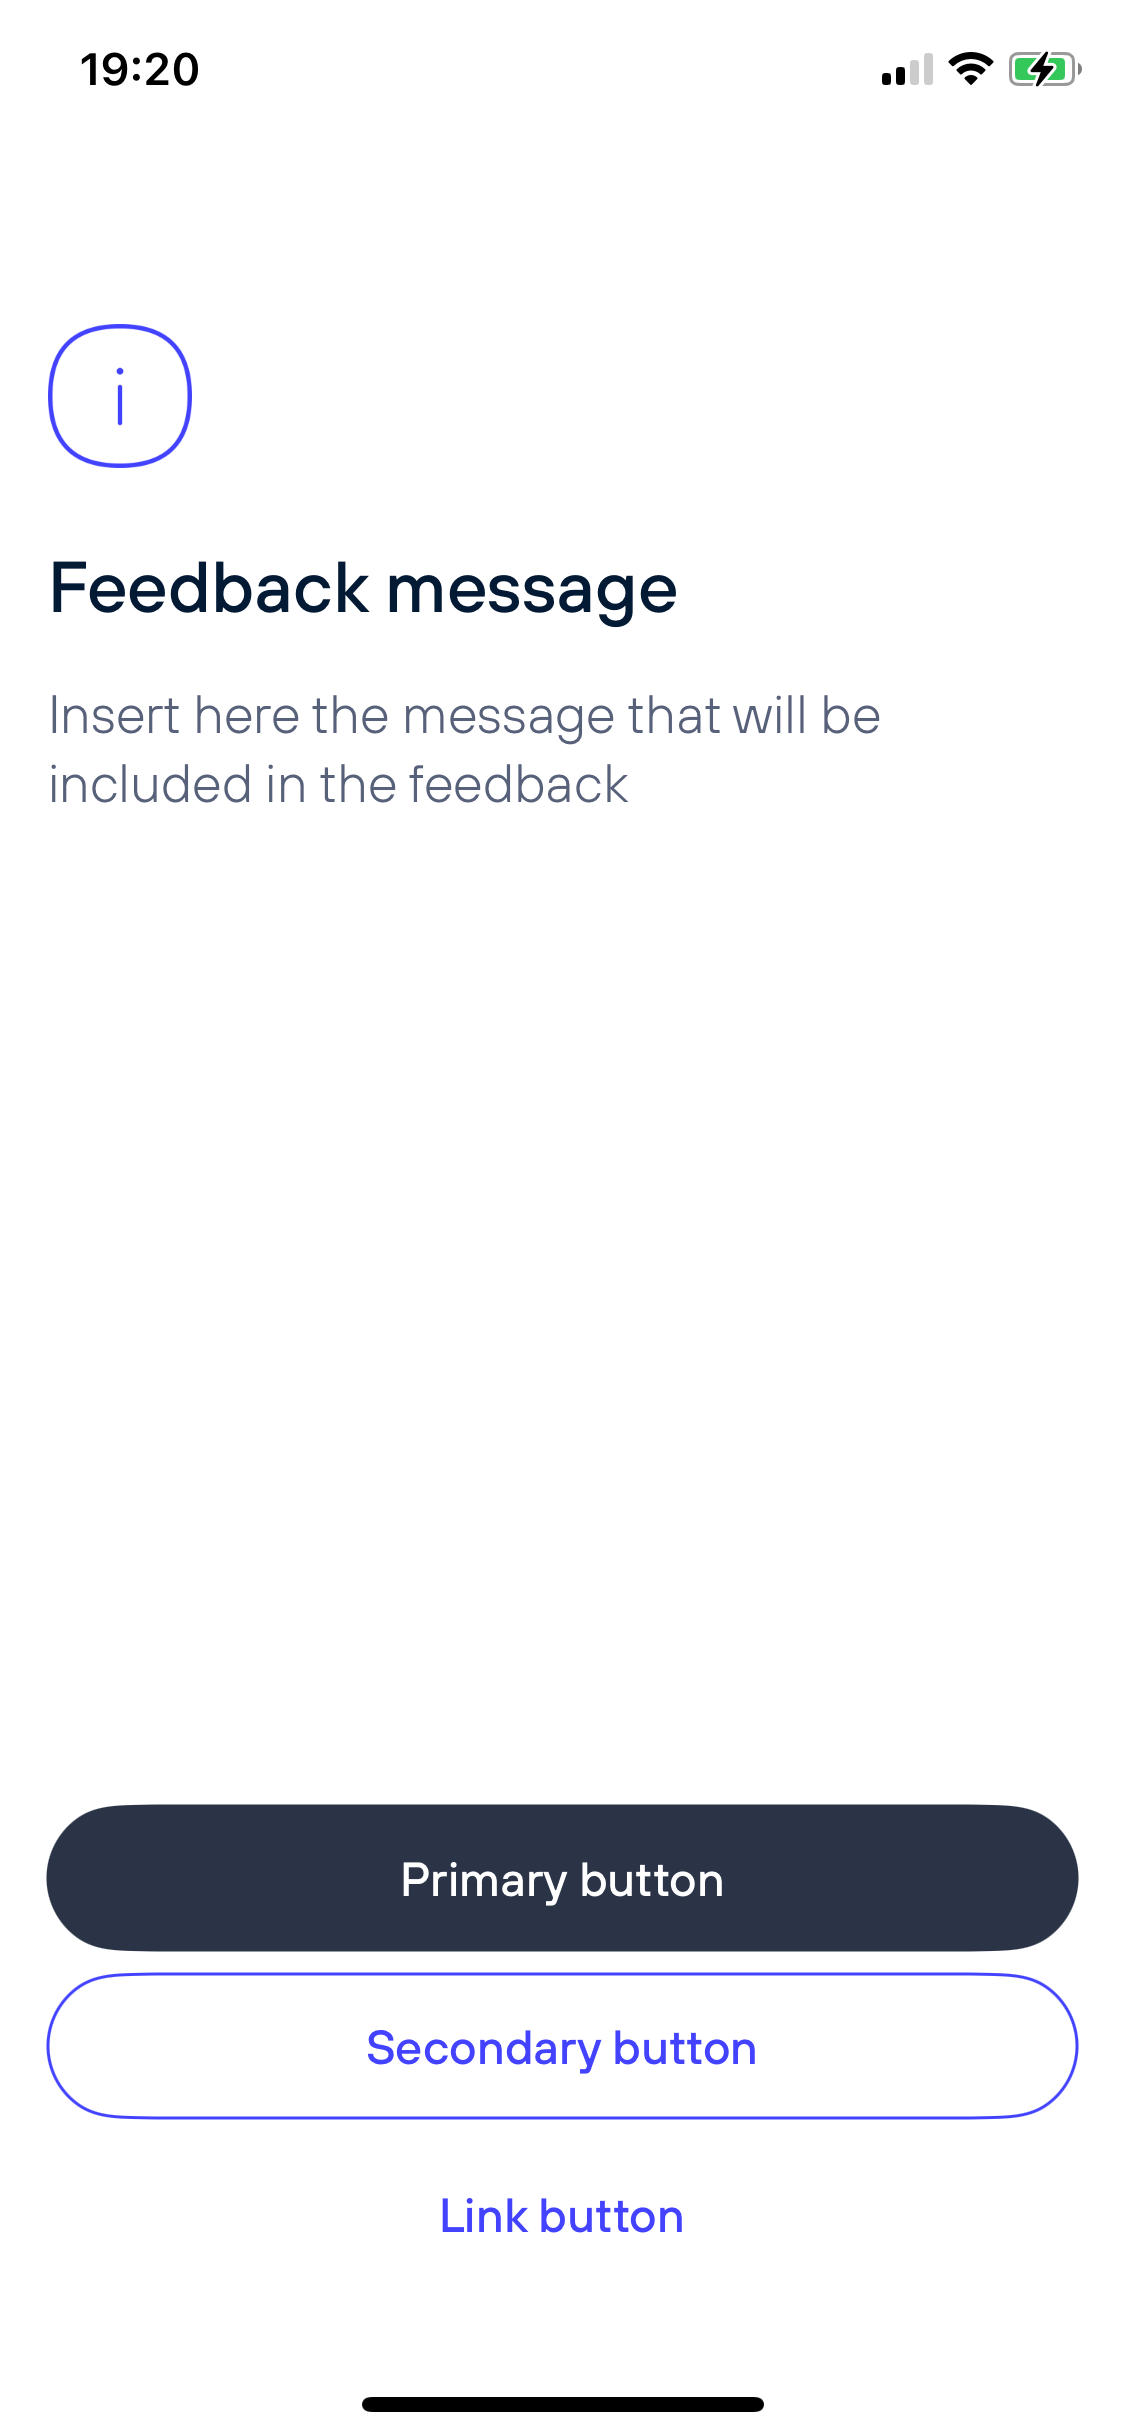 19:20
Feedback message
Insert here the message that will be
included in the feedback
Primary button
Secondary button
Link button